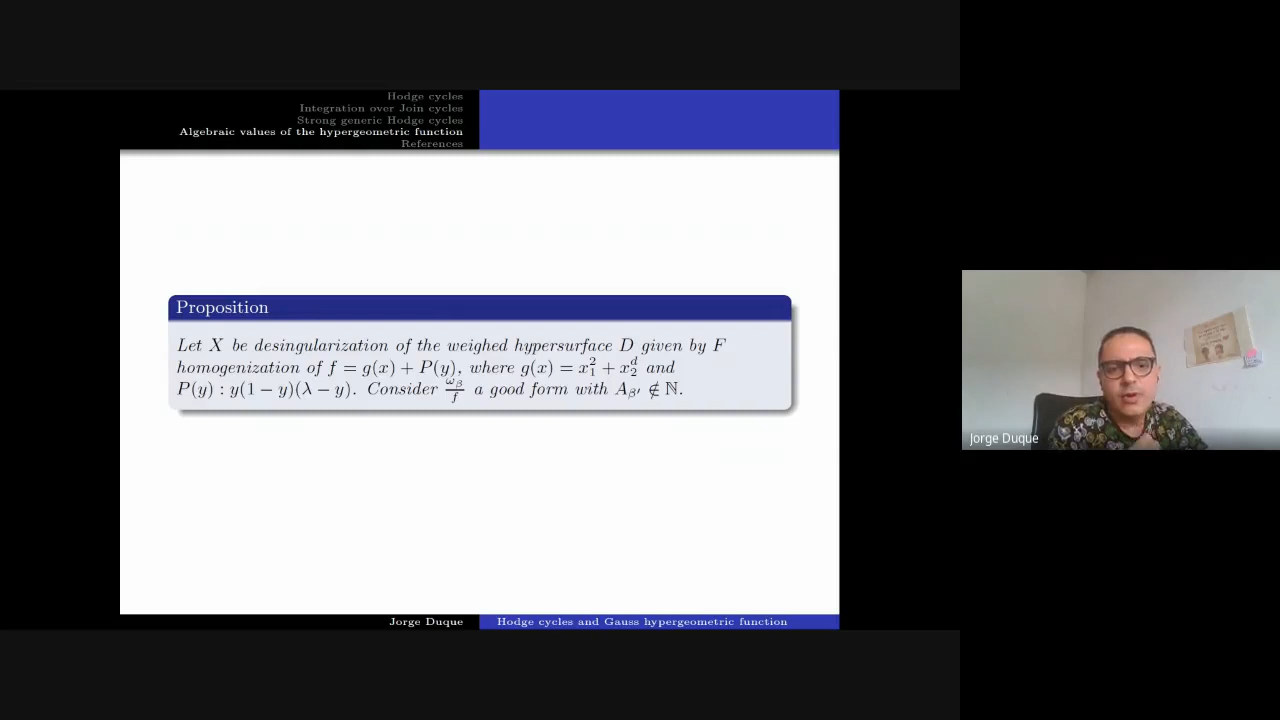 Hodge cycles
Integration over Join cycles
Strong generic Hodge cycles
Algebraic values of the hypergeometric function
References
Proposition
Let X be desingularization of the weighed hypersurface D given by F
homogenization of f = g(x) + P(y), where g(x) = x₁² + x₂ᵈ and
P(y) : y(1 − y)(λ − y). Consider ω_β/f a good form with A_β′ ∉ ℕ.
Jorge Duque
Hodge cycles and Gauss hypergeometric function
Jorge Duque